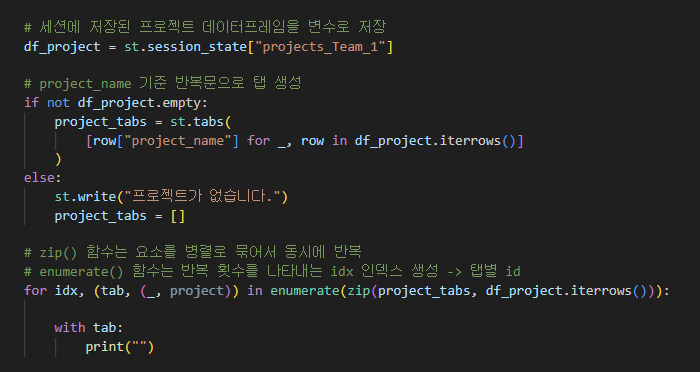 # 세션에 저장된 프로젝트 데이터프레임을 변수로 저장
df_project = st.session_state["projects_Team_1"]
# project_name 기준 반복문으로 탭 생성
if not df_project.empty:
    project_tabs = st.tabs(
        [row["project_name"] for _, row in df_project.iterrows()]
    )
else:
    st.write("프로젝트가 없습니다.")
    project_tabs = []
# zip() 함수는 요소를 병렬로 묶어서 동시에 반복
# enumerate() 함수는 반복 횟수를 나타내는 idx 인덱스 생성 -> 탭별 id
for idx, (tab, (_, project)) in enumerate(zip(project_tabs, df_project.iterrows())):
    with tab:
        print("")